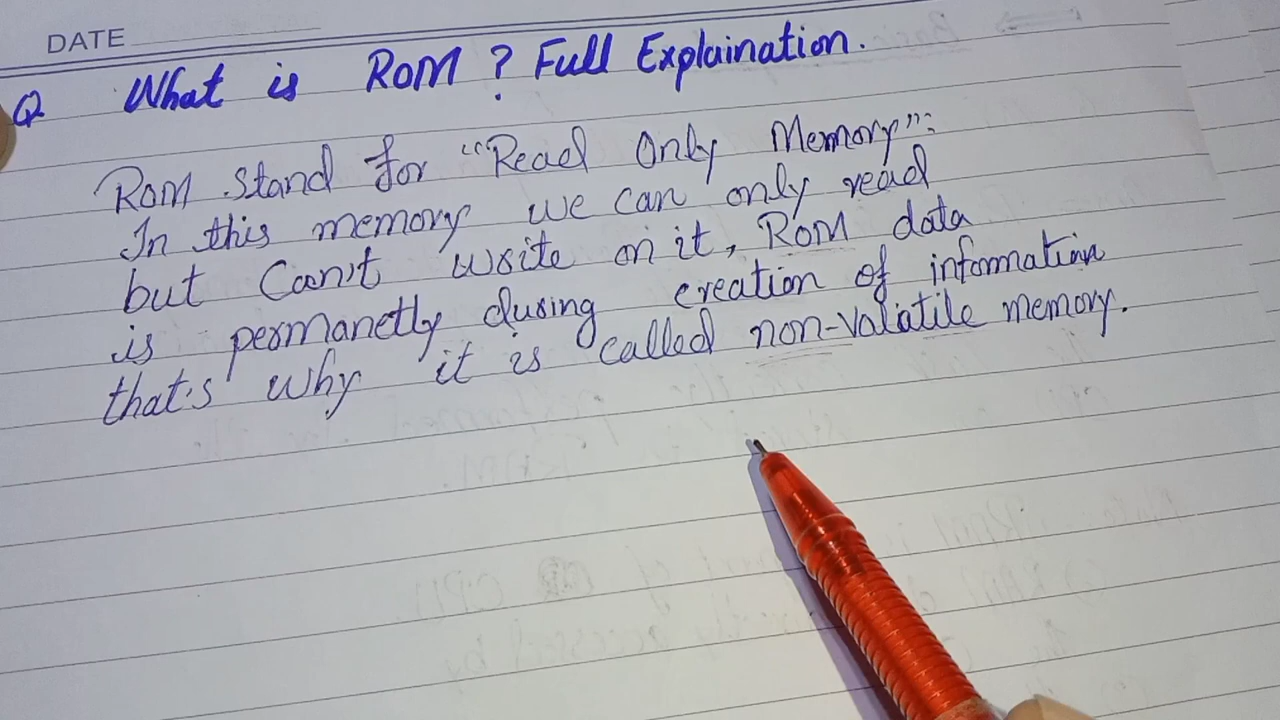 DATE
Q What is ROM ? Full Explaination.
ROM stand for "Read Only Memory":
In this memory we can only read
but Can't write on it, ROM data
is permanetly during creation of information
that's why it is called non-volatile memory.